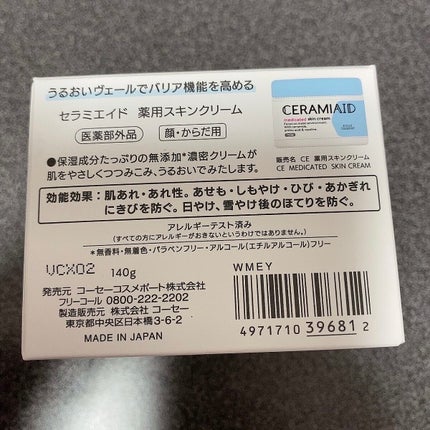 うるおいヴェールでバリア機能を高める
セラミエイド 薬用スキンクリーム
医薬部外品 顔・からだ用
CERAMIAID
medicated skin cream
●保湿成分たっぷりの無添加*濃密クリームが
肌をやさしくつつみこみ、うるおいでみたします。
販売名 CE 薬用スキンクリーム
CE MEDICATED SKIN CREAM
効能効果：肌あれ・あれ性。あせも・しもやけ・ひび・あかぎれ
にきびを防ぐ。日やけ、雪やけ後のほてりを防ぐ。
アレルギーテスト済み
(すべての方にアレルギーがおきないというわけではありません。)
*無香料・無着色・パラベンフリー・アルコール(エチルアルコール)フリー
VCX02 140g
WMEY
発売元 コーセーコスメポート株式会社
フリーコール 0800-222-2202
製造販売元 株式会社 コーセー
東京都中央区日本橋3-6-2
MADE IN JAPAN
4971710 39681 2